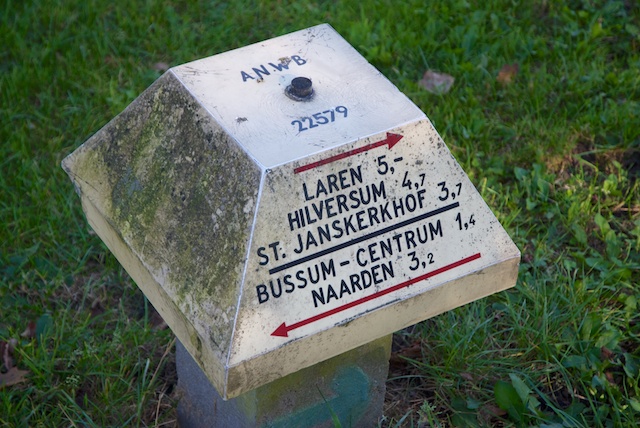 ANWB
22579
LAREN 5,-
HILVERSUM 4,7
ST. JANSKERKHOF 3,7
BUSSUM-CENTRUM 1,4
NAARDEN 3,2